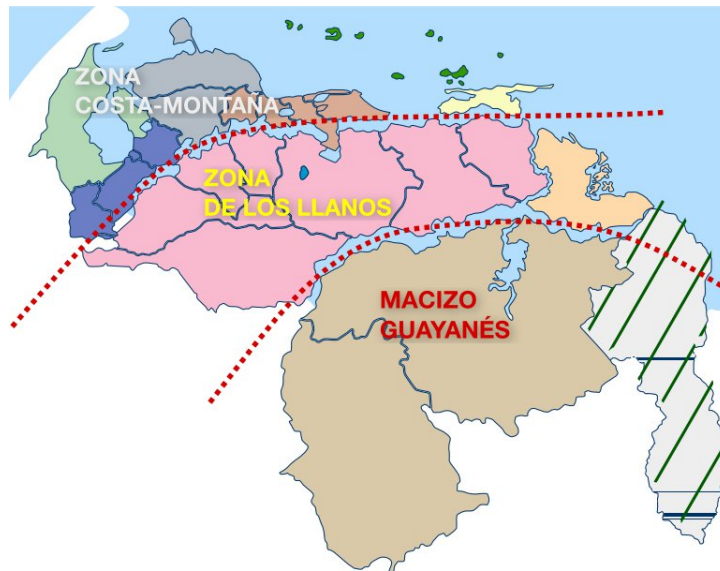 ZONA
COSTA-MONTAÑA
ZONA
DE LOS LLANOS
MACIZO
GUAYANÉS